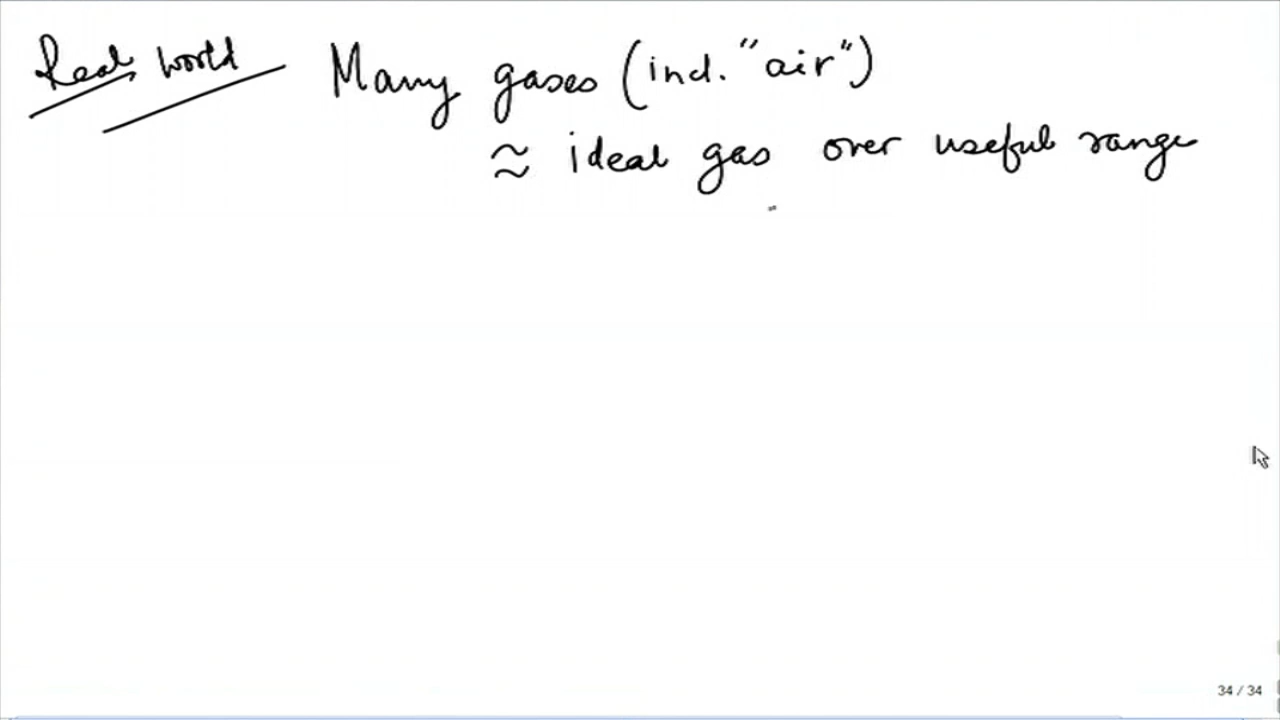 Real world Many gases (incl. "air")
≈ ideal gas over useful range
34 / 34